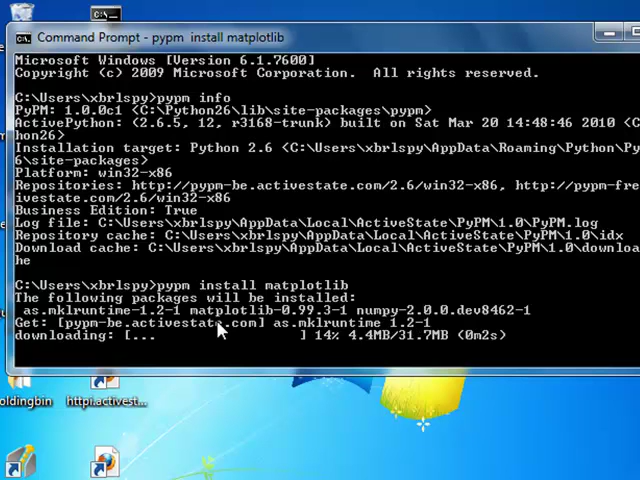 Command Prompt - pypm  install matplotlib
Microsoft Windows [Version 6.1.7600]
Copyright (c) 2009 Microsoft Corporation.  All rights reserved.
C:\Users\xbrlspy>pypm info
PyPM: 1.0.0c1 <C:\Python26\lib\site-packages\pypm>
ActivePython: (2.6.5, 12, r3168-trunk) built on Sat Mar 20 14:48:46 2010 <C:\Pyt
hon26>
Installation target: Python 2.6 <C:\Users\xbrlspy\AppData\Roaming\Python\Pytho
6\site-packages>
Platform: win32-x86
Repositories: http://pypm-be.activestate.com/2.6/win32-x86, http://pypm-fre
ivestate.com/2.6/win32-x86
Business Edition: True
Log file: C:\Users\xbrlspy\AppData\Local\ActiveState\PyPM\1.0\PyPM.log
Repository cache: C:\Users\xbrlspy\AppData\Local\ActiveState\PyPM\1.0\idx
Download cache: C:\Users\xbrlspy\AppData\Local\ActiveState\PyPM\1.0\downloa
he
C:\Users\xbrlspy>pypm install matplotlib
The following packages will be installed:
as.mklruntime-1.2-1 matplotlib-0.99.3-1 numpy-2.0.0.dev8462-1
Get: [pypm-be.activestate.com] as.mklruntime 1.2-1
downloading: [...                    ] 14% 4.4MB/31.7MB (0m2s)
oldingbin
httpi.activest...